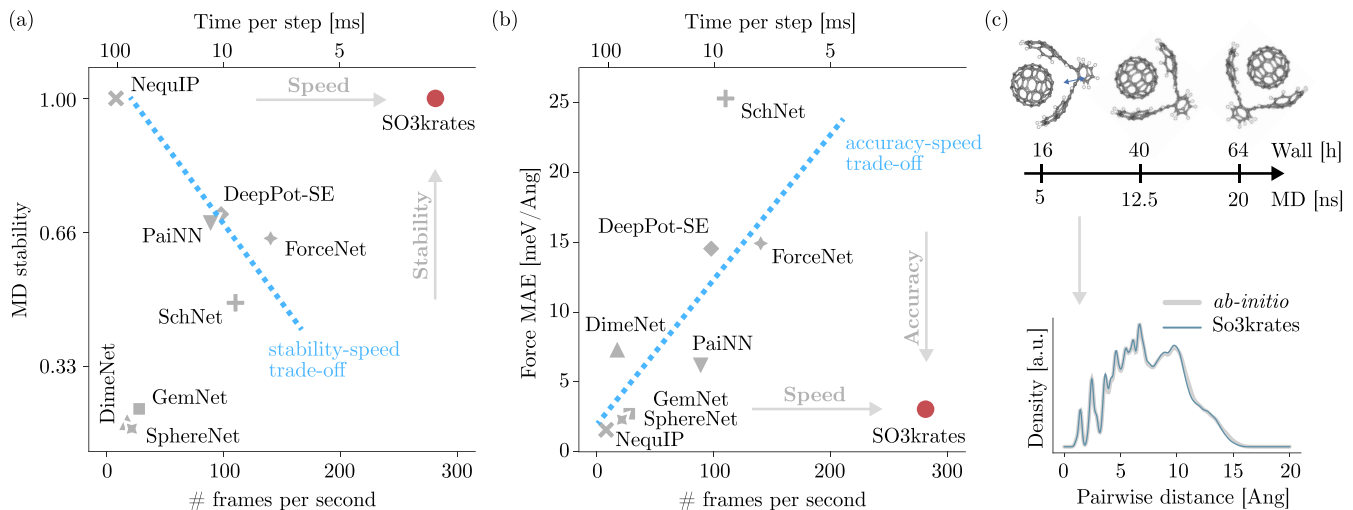 (a)
Time per step [ms]
100
10
5
MD stability
1.00
0.66
0.33
NequIP
Speed
SO3krates
DeepPot-SE
PaiNN
ForceNet
Stability
SchNet
stability-speed
trade-off
DimeNet
GemNet
SphereNet
0
100
200
300
# frames per second
(b)
Time per step [ms]
100
10
5
Force MAE [meV/Ang]
25
20
15
10
5
0
SchNet
accuracy-speed
trade-off
DeepPot-SE
ForceNet
Accuracy
DimeNet
PaiNN
GemNet
Speed
SphereNet
NequIP
SO3krates
0
100
200
300
# frames per second
(c)
16
40
64
Wall [h]
5
12.5
20
MD [ns]
ab-initio
So3krates
Density [a.u.]
0
5
10
15
20
Pairwise distance [Ang]